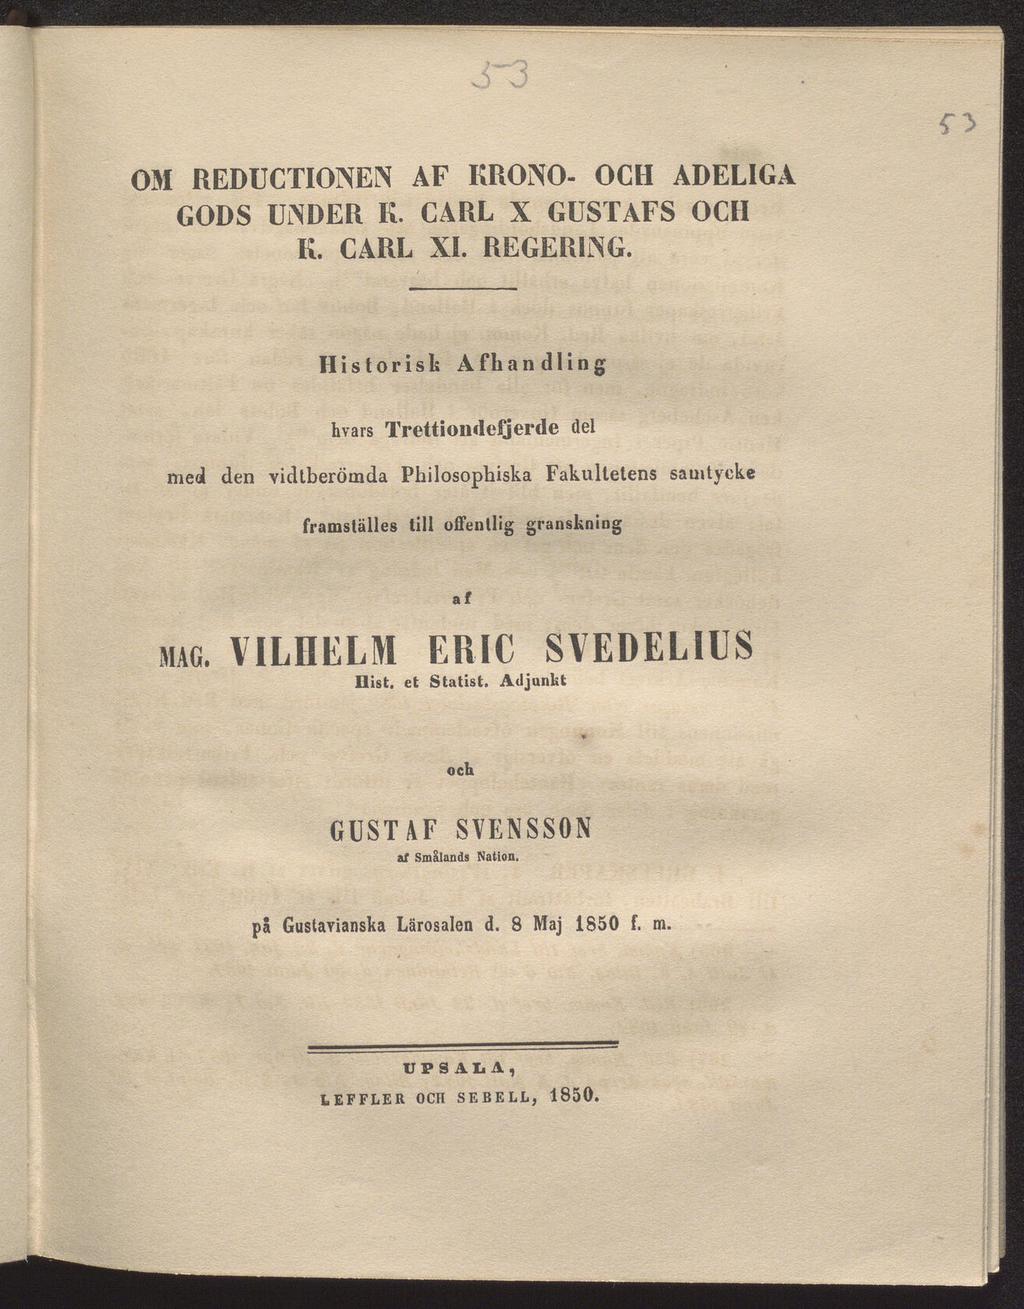 53
53
OM REDUCTIONEN AF KRONO- OCH ADELIGA
GODS UNDER K. CARL X GUSTAFS OCH
K. CARL XI. REGERING.
Historisk Afhandling
hvars Trettiondefjerde del
med den vidtberömda Philosophiska Fakultetens samtycke
framställes till offentlig granskning
af
MAG. VILHELM ERIC SVEDELIUS
Hist. et Statist. Adjunkt
och
GUSTAF SVENSSON
af Smålands Nation.
på Gustavianska Lärosalen d. 8 Maj 1850 f. m.
UPSALA,
LEFFLER OCH SEBELL, 1850.